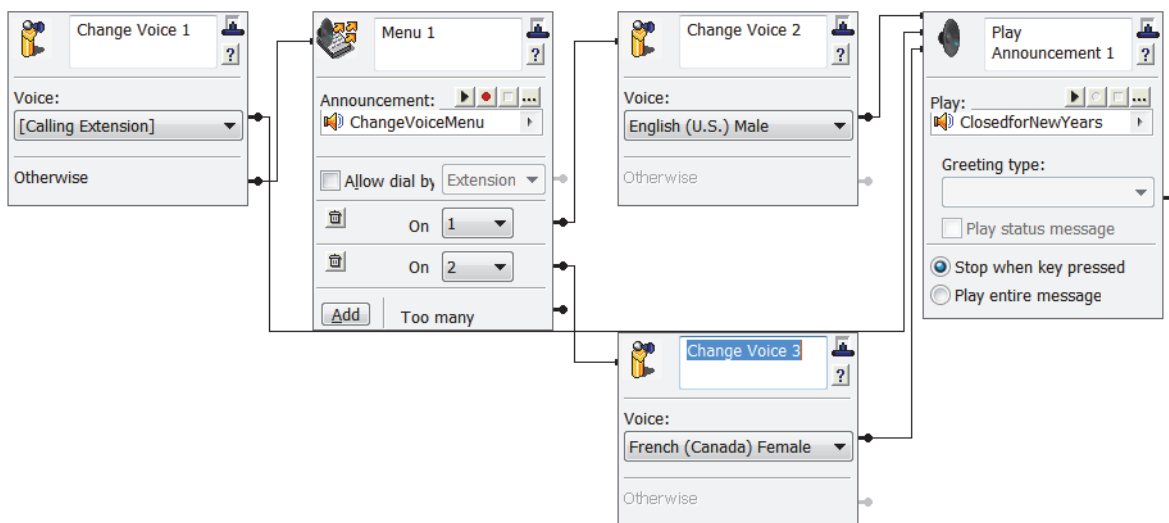 Change Voice 1
?
Voice:
[Calling Extension]
Otherwise
Menu 1
?
Announcement:
...
ChangeVoiceMenu
Allow dial by Extension
On 1
On 2
Add Too many
Change Voice 2
?
Voice:
English (U.S.) Male
Otherwise
Change Voice 3
?
Voice:
French (Canada) Female
Otherwise
Play
Announcement 1
?
Play:
...
ClosedforNewYears
Greeting type:
Play status message
Stop when key pressed
Play entire message